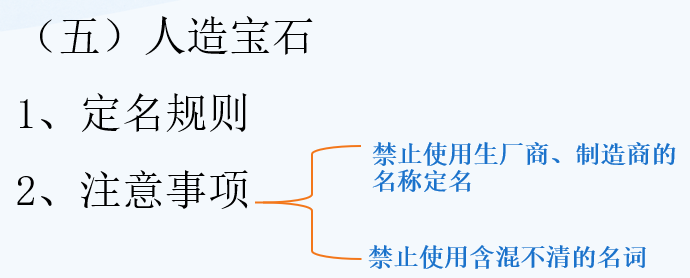 （五）人造宝石
1、定名规则
2、注意事项
禁止使用生厂商、制造商的
名称定名
禁止使用含混不清的名词